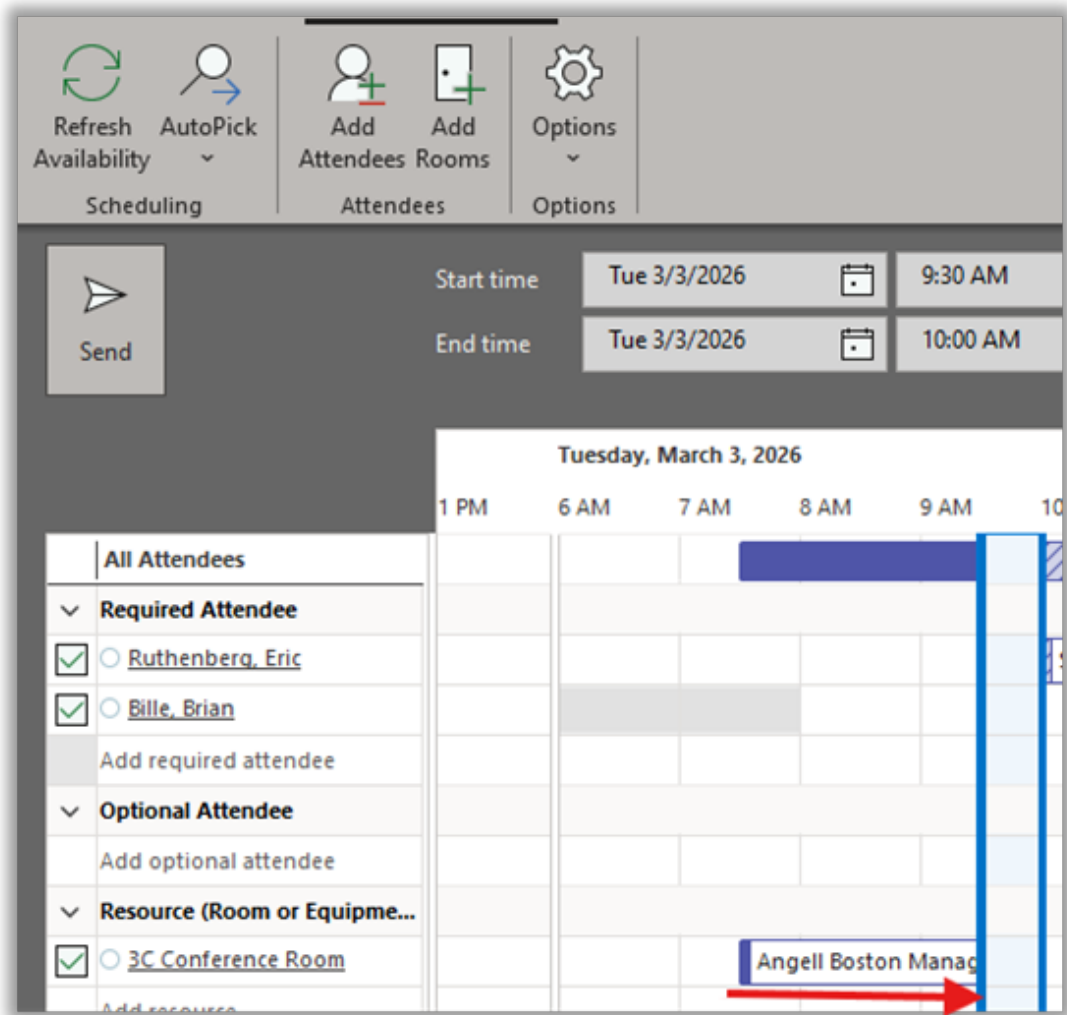 Refresh Availability
AutoPick
Add Attendees
Add Rooms
Options
Scheduling
Attendees
Options
Send
Start time
Tue 3/3/2026
9:30 AM
End time
Tue 3/3/2026
10:00 AM
Tuesday, March 3, 2026
1 PM 6 AM 7 AM 8 AM 9 AM 10
All Attendees
Required Attendee
Ruthenberg, Eric
Bille, Brian
Add required attendee
Optional Attendee
Add optional attendee
Resource (Room or Equipme...
3C Conference Room
Angell Boston Manag
Add resource